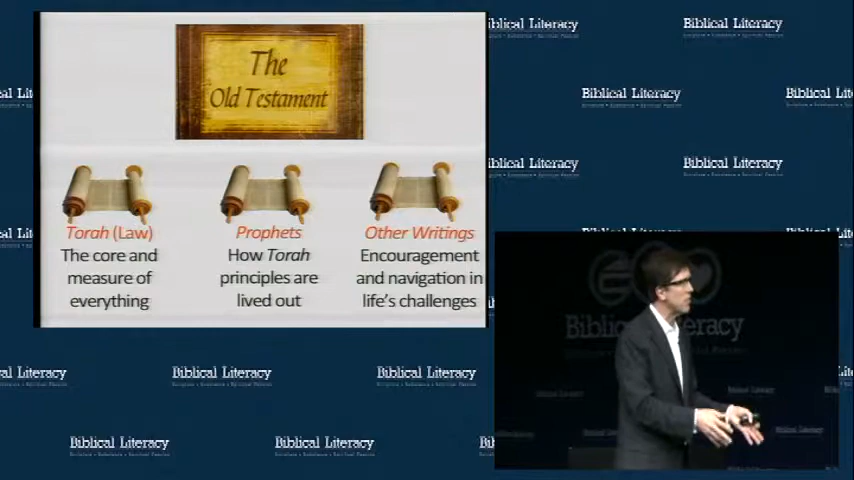 The
Old Testament
Torah (Law)
The core and
measure of
everything
Prophets
How Torah
principles are
lived out
Other Writings
Encouragement
and navigation in
life's challenges
Biblical Literacy
Biblical Literacy
Biblical Literacy
Biblical Literacy
Biblical Literacy
Biblical Literacy
Biblical Literacy
Biblical Literacy
Biblical Literacy
Biblical Literacy
Biblical Literacy